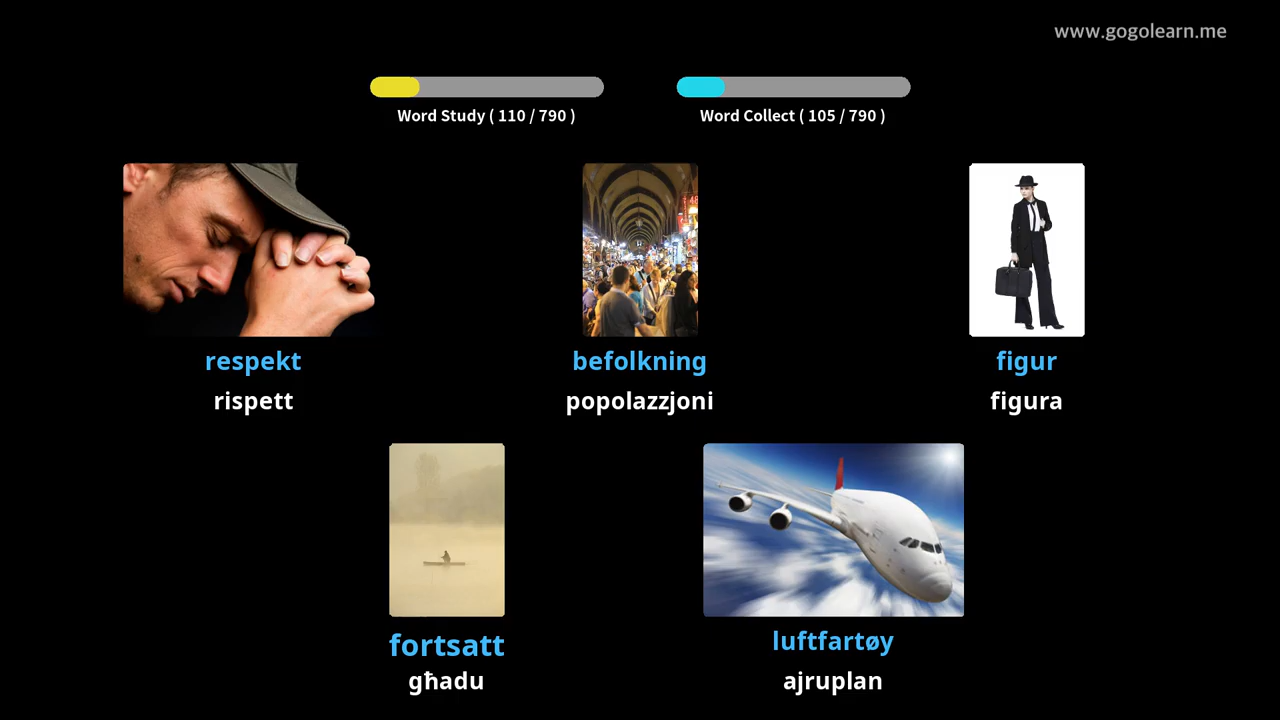 www.gogolearn.me
Word Study ( 110 / 790 )
Word Collect ( 105 / 790 )
respekt
befolkning
figur
rispett
popolazzjoni
figura
fortsatt
luftfartøy
għadu
ajruplan